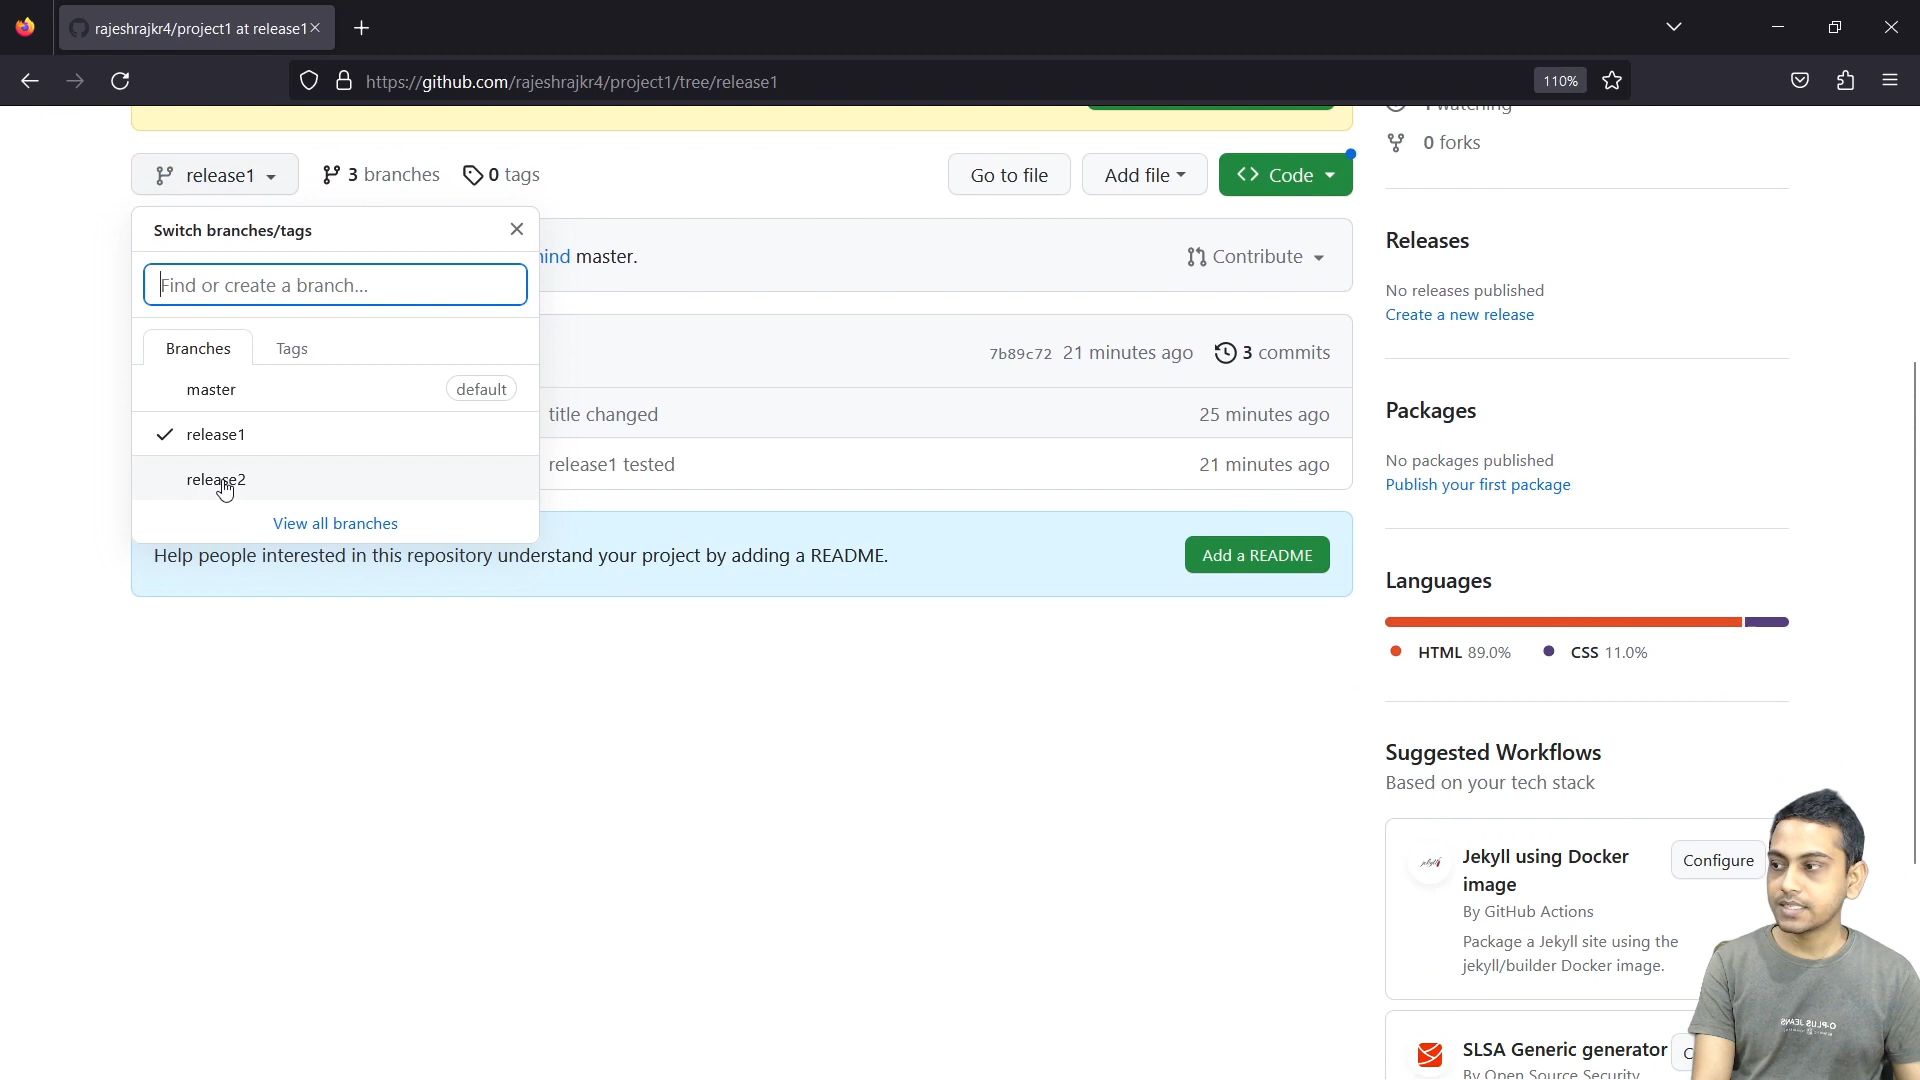 rajeshrajkr4/project1 at release1
https://github.com/rajeshrajkr4/project1/tree/release1
110%
0 forks
release1
3 branches
0 tags
Go to file
Add file
Code
Switch branches/tags
Find or create a branch...
Branches
Tags
master
default
release1
release2
View all branches
hind master.
Contribute
7b89c72 21 minutes ago
3 commits
title changed
25 minutes ago
release1 tested
21 minutes ago
Help people interested in this repository understand your project by adding a README.
Add a README
Releases
No releases published
Create a new release
Packages
No packages published
Publish your first package
Languages
HTML 89.0%
CSS 11.0%
Suggested Workflows
Based on your tech stack
Jekyll using Docker
image
Configure
By GitHub Actions
Package a Jekyll site using the
jekyll/builder Docker image.
SLSA Generic generator
By Open Source Security